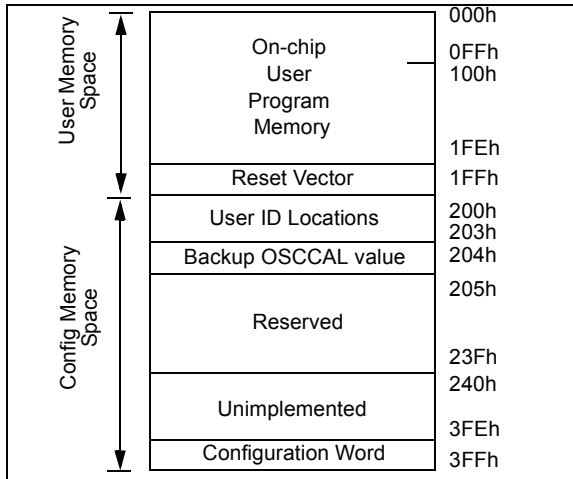 User Memory
Space
Config Memory
Space
On-chip
User
Program
Memory
Reset Vector
User ID Locations
Backup OSCCAL value
Reserved
Unimplemented
Configuration Word
000h
0FFh
100h
1FEh
1FFh
200h
203h
204h
205h
23Fh
240h
3FEh
3FFh